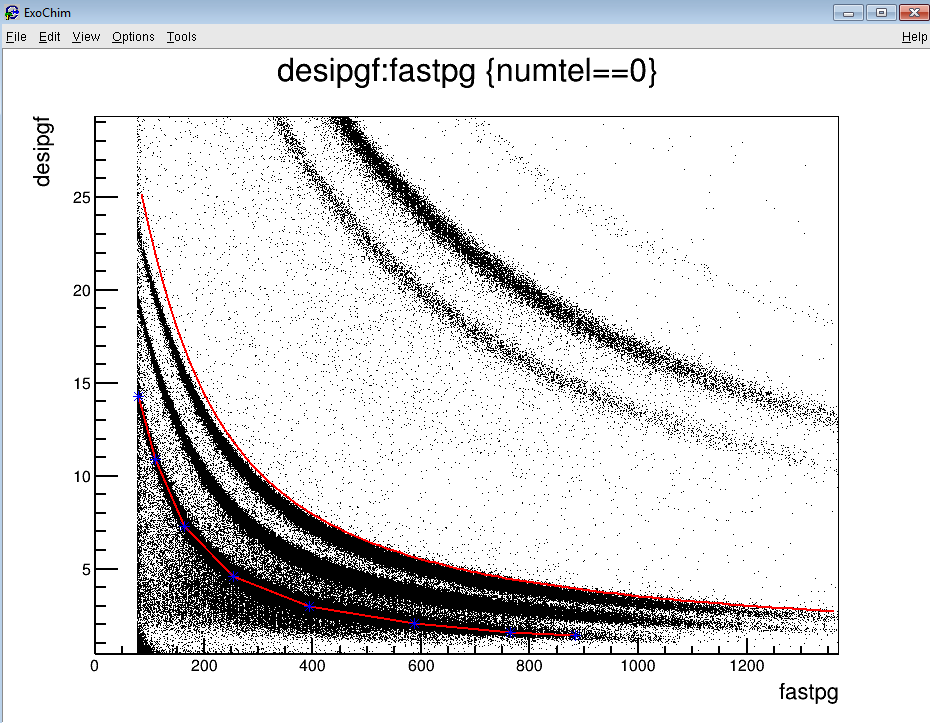 ExoChim
File Edit View Options Tools Help
desipgf:fastpg {numtel==0}
desipgf
25
20
15
10
5
0 200 400 600 800 1000 1200
fastpg